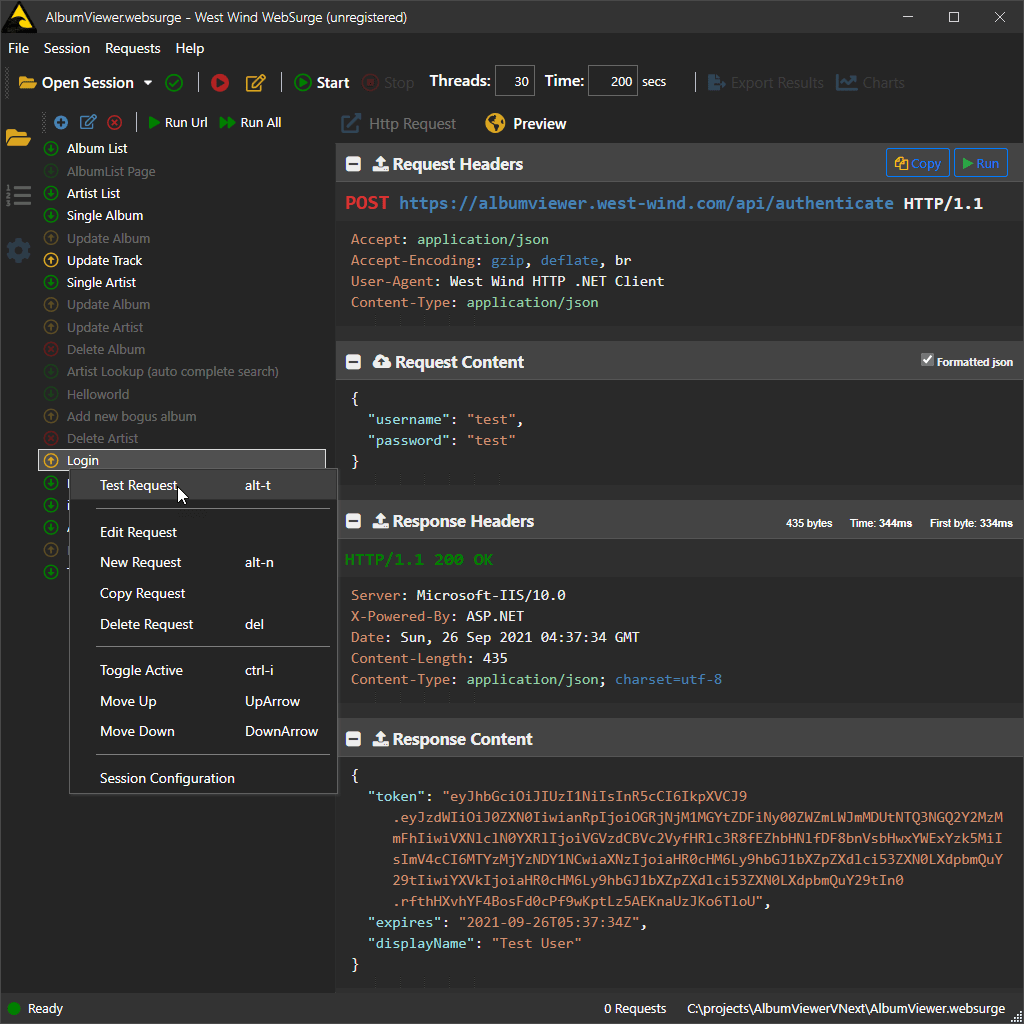 AlbumViewer.websurge - West Wind WebSurge (unregistered)
File Session Requests Help
Open Session Start Stop Threads: 30 Time: 200 secs Export Results Charts
Run Url Run All
Http Request Preview
Album List
AlbumList Page
Artist List
Single Album
Update Album
Update Track
Single Artist
Update Album
Update Artist
Delete Album
Artist Lookup (auto complete search)
Helloworld
Add new bogus album
Delete Artist
Login
Test Request alt-t
Edit Request
New Request alt-n
Copy Request
Delete Request del
Toggle Active ctrl-i
Move Up UpArrow
Move Down DownArrow
Session Configuration
Request Headers Copy Run
POST https://albumviewer.west-wind.com/api/authenticate HTTP/1.1
Accept: application/json
Accept-Encoding: gzip, deflate, br
User-Agent: West Wind HTTP .NET Client
Content-Type: application/json
Request Content Formatted json
{
"username": "test",
"password": "test"
}
Response Headers 435 bytes Time: 344ms First byte: 334ms
HTTP/1.1 200 OK
Server: Microsoft-IIS/10.0
X-Powered-By: ASP.NET
Date: Sun, 26 Sep 2021 04:37:34 GMT
Content-Length: 435
Content-Type: application/json; charset=utf-8
Response Content
{
"token": "eyJhbGciOiJIUzI1NiIsInR5cCI6IkpXVCJ9
.eyJzdWIiOiJ0ZXN0IiwianRpIjoiOGRjNjM1MGYtZDFiNy00ZWZmLWJmMDUtNTQ3NGQ2Y2MzMm
FhIiwiVXNlclN0YXRlIjoiVGVzdCBVc2VyfHRlc3R8fEZhbHNlfDF8bnVsbHwxYWExYzk5MiI
sImV4cCI6MTYzMjYzNDY1NCwiaXNzIjoiaHR0cHM6Ly9hbGJ1bXZpZXdlci53ZXN0LXdpbmQuY
29tIiwiYXVkIjoiaHR0cHM6Ly9hbGJ1bXZpZXdlci53ZXN0LXdpbmQuY29tIn0
.rfthHXvhYF4BosFd0cPf9wKptLz5AEKnaUzJKo6TloU",
"expires": "2021-09-26T05:37:34Z",
"displayName": "Test User"
}
Ready 0 Requests C:\projects\AlbumViewerVNext\AlbumViewer.websurge